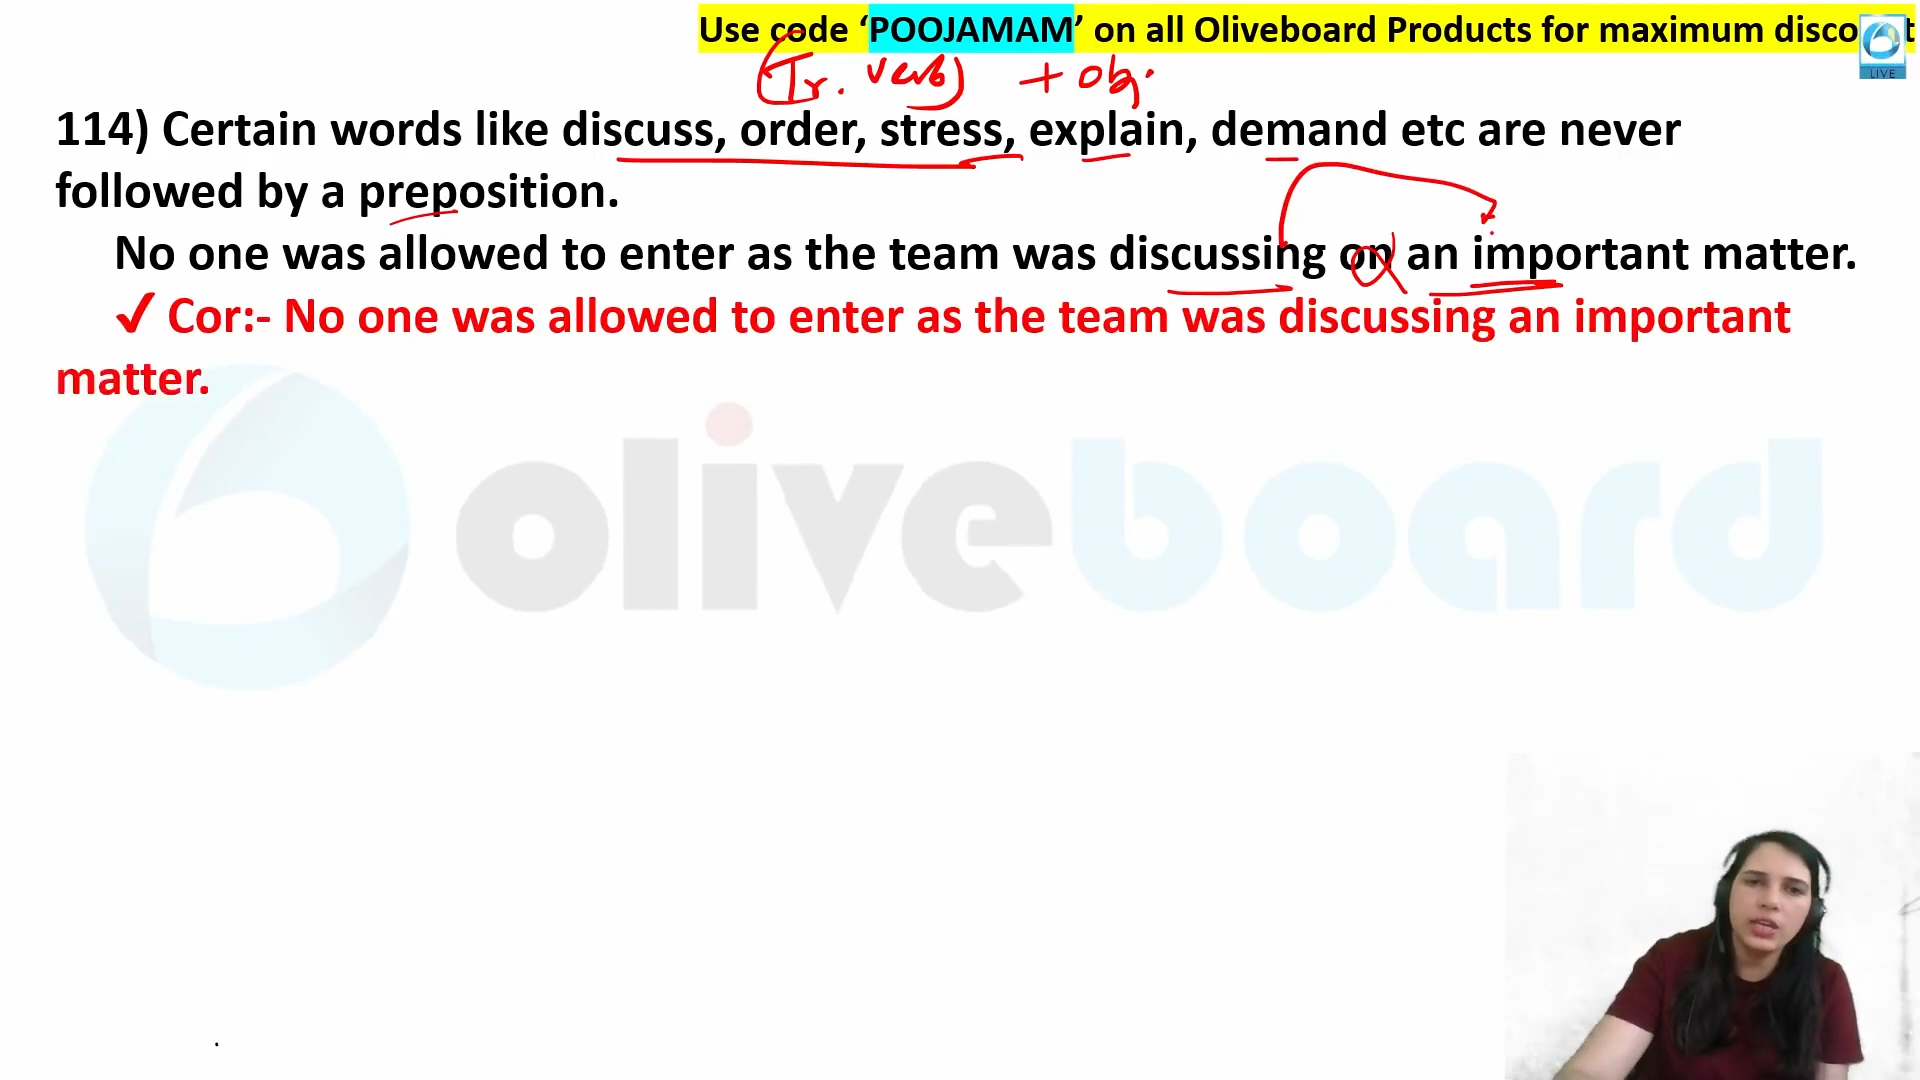 Use code ‘POOJAMAM’ on all Oliveboard Products for maximum disco t
LIVE
(Tr. verb) + obj.
114) Certain words like discuss, order, stress, explain, demand etc are never
followed by a preposition.
No one was allowed to enter as the team was discussing on an important matter.
✓ Cor:- No one was allowed to enter as the team was discussing an important
matter.
oliveboard